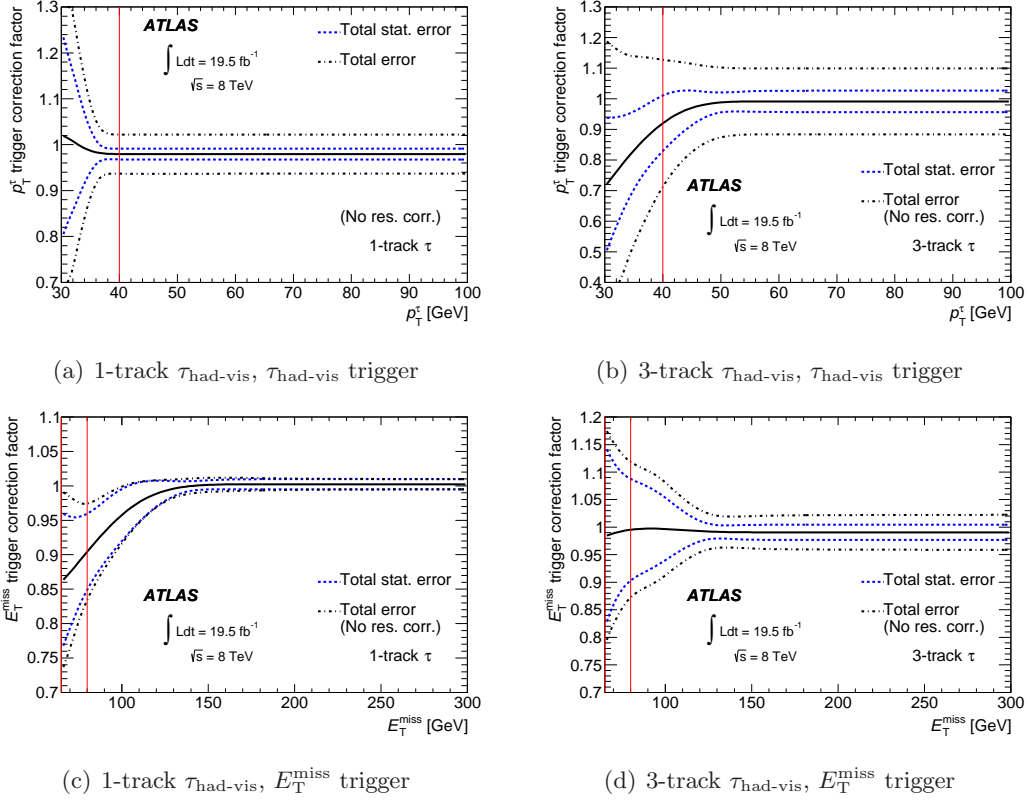 p_T^τ trigger correction factor
1.3
1.2
1.1
1
0.9
0.8
0.7
ATLAS
∫ Ldt = 19.5 fb⁻¹
√s = 8 TeV
Total stat. error
Total error
(No res. corr.)
1-track τ
30 40 50 60 70 80 90 100
p_T^τ [GeV]
(a) 1-track τ_had-vis, τ_had-vis trigger
p_T^τ trigger correction factor
1.3
1.2
1.1
1
0.9
0.8
0.7
0.6
0.5
0.4
Total stat. error
ATLAS
Total error
(No res. corr.)
∫ Ldt = 19.5 fb⁻¹
√s = 8 TeV
3-track τ
30 40 50 60 70 80 90 100
p_T^τ [GeV]
(b) 3-track τ_had-vis, τ_had-vis trigger
E_T^miss trigger correction factor
1.1
1.05
1
0.95
0.9
0.85
0.8
0.75
0.7
Total stat. error
ATLAS
Total error
(No res. corr.)
∫ Ldt = 19.5 fb⁻¹
√s = 8 TeV
1-track τ
100 150 200 250 300
E_T^miss [GeV]
(c) 1-track τ_had-vis, E_T^miss trigger
E_T^miss trigger correction factor
1.2
1.15
1.1
1.05
1
0.95
0.9
0.85
0.8
0.75
0.7
Total stat. error
ATLAS
Total error
(No res. corr.)
∫ Ldt = 19.5 fb⁻¹
√s = 8 TeV
3-track τ
100 150 200 250 300
E_T^miss [GeV]
(d) 3-track τ_had-vis, E_T^miss trigger